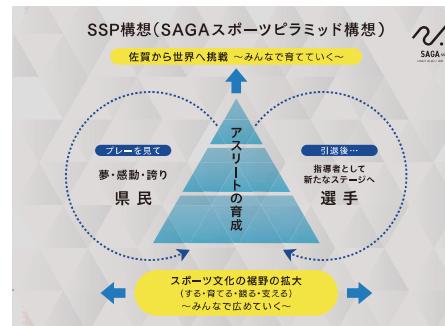 SSP構想(SAGAスポーツピラミッド構想)
佐賀から世界へ挑戦 ～みんなで育てていく～
SAGA
アスリートの育成
プレーを見て
夢・感動・誇り
県民
引退後…
指導者として
新たなステージへ
選手
スポーツ文化の裾野の拡大
(する・育てる・観る・支える)
～みんなで広めていく～